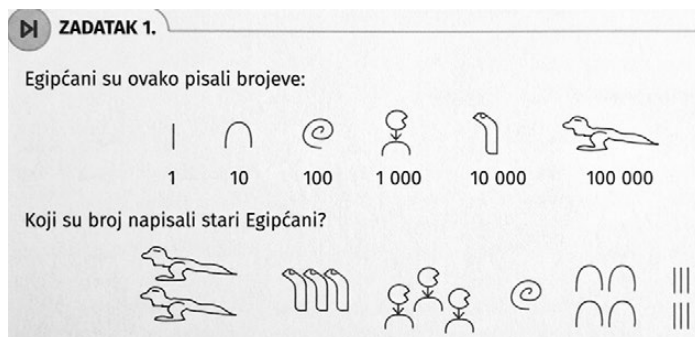 ZADATAK 1.
Egipćani su ovako pisali brojeve:
1 10 100 1 000 10 000 100 000
Koji su broj napisali stari Egipćani?